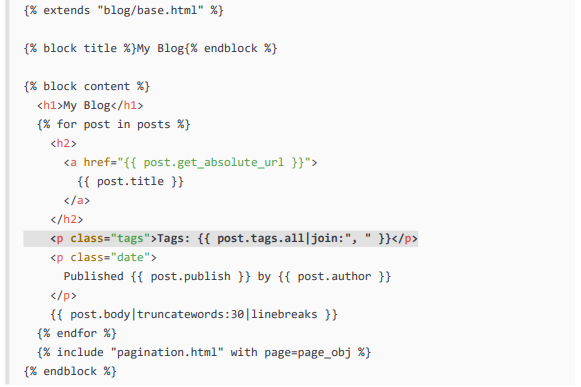 {% extends "blog/base.html" %}
{% block title %}My Blog{% endblock %}
{% block content %}
<h1>My Blog</h1>
{% for post in posts %}
<h2>
<a href="{{ post.get_absolute_url }}">
{{ post.title }}
</a>
</h2>
<p class="tags">Tags: {{ post.tags.all|join:", " }}</p>
<p class="date">
Published {{ post.publish }} by {{ post.author }}
</p>
{{ post.body|truncatewords:30|linebreaks }}
{% endfor %}
{% include "pagination.html" with page=page_obj %}
{% endblock %}